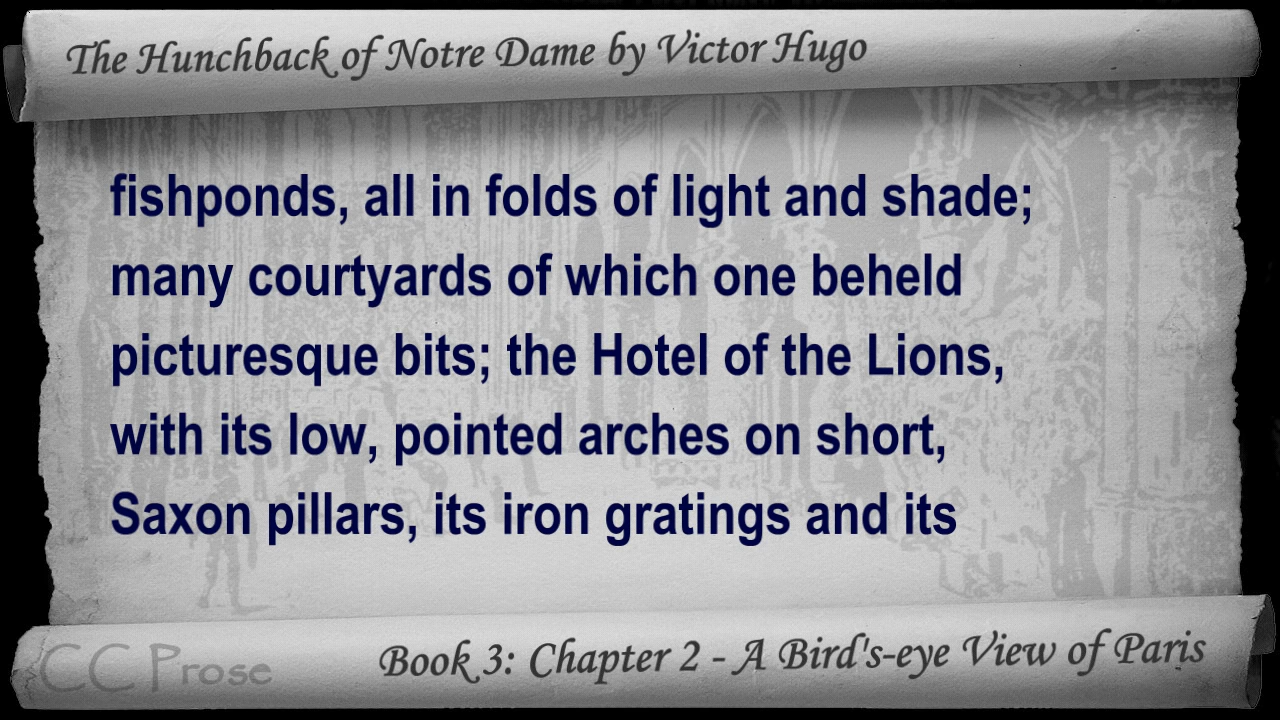 The Hunchback of Notre Dame by Victor Hugo
fishponds, all in folds of light and shade;
many courtyards of which one beheld
picturesque bits; the Hotel of the Lions,
with its low, pointed arches on short,
Saxon pillars, its iron gratings and its
CC Prose
Book 3: Chapter 2 - A Bird's-eye View of Paris